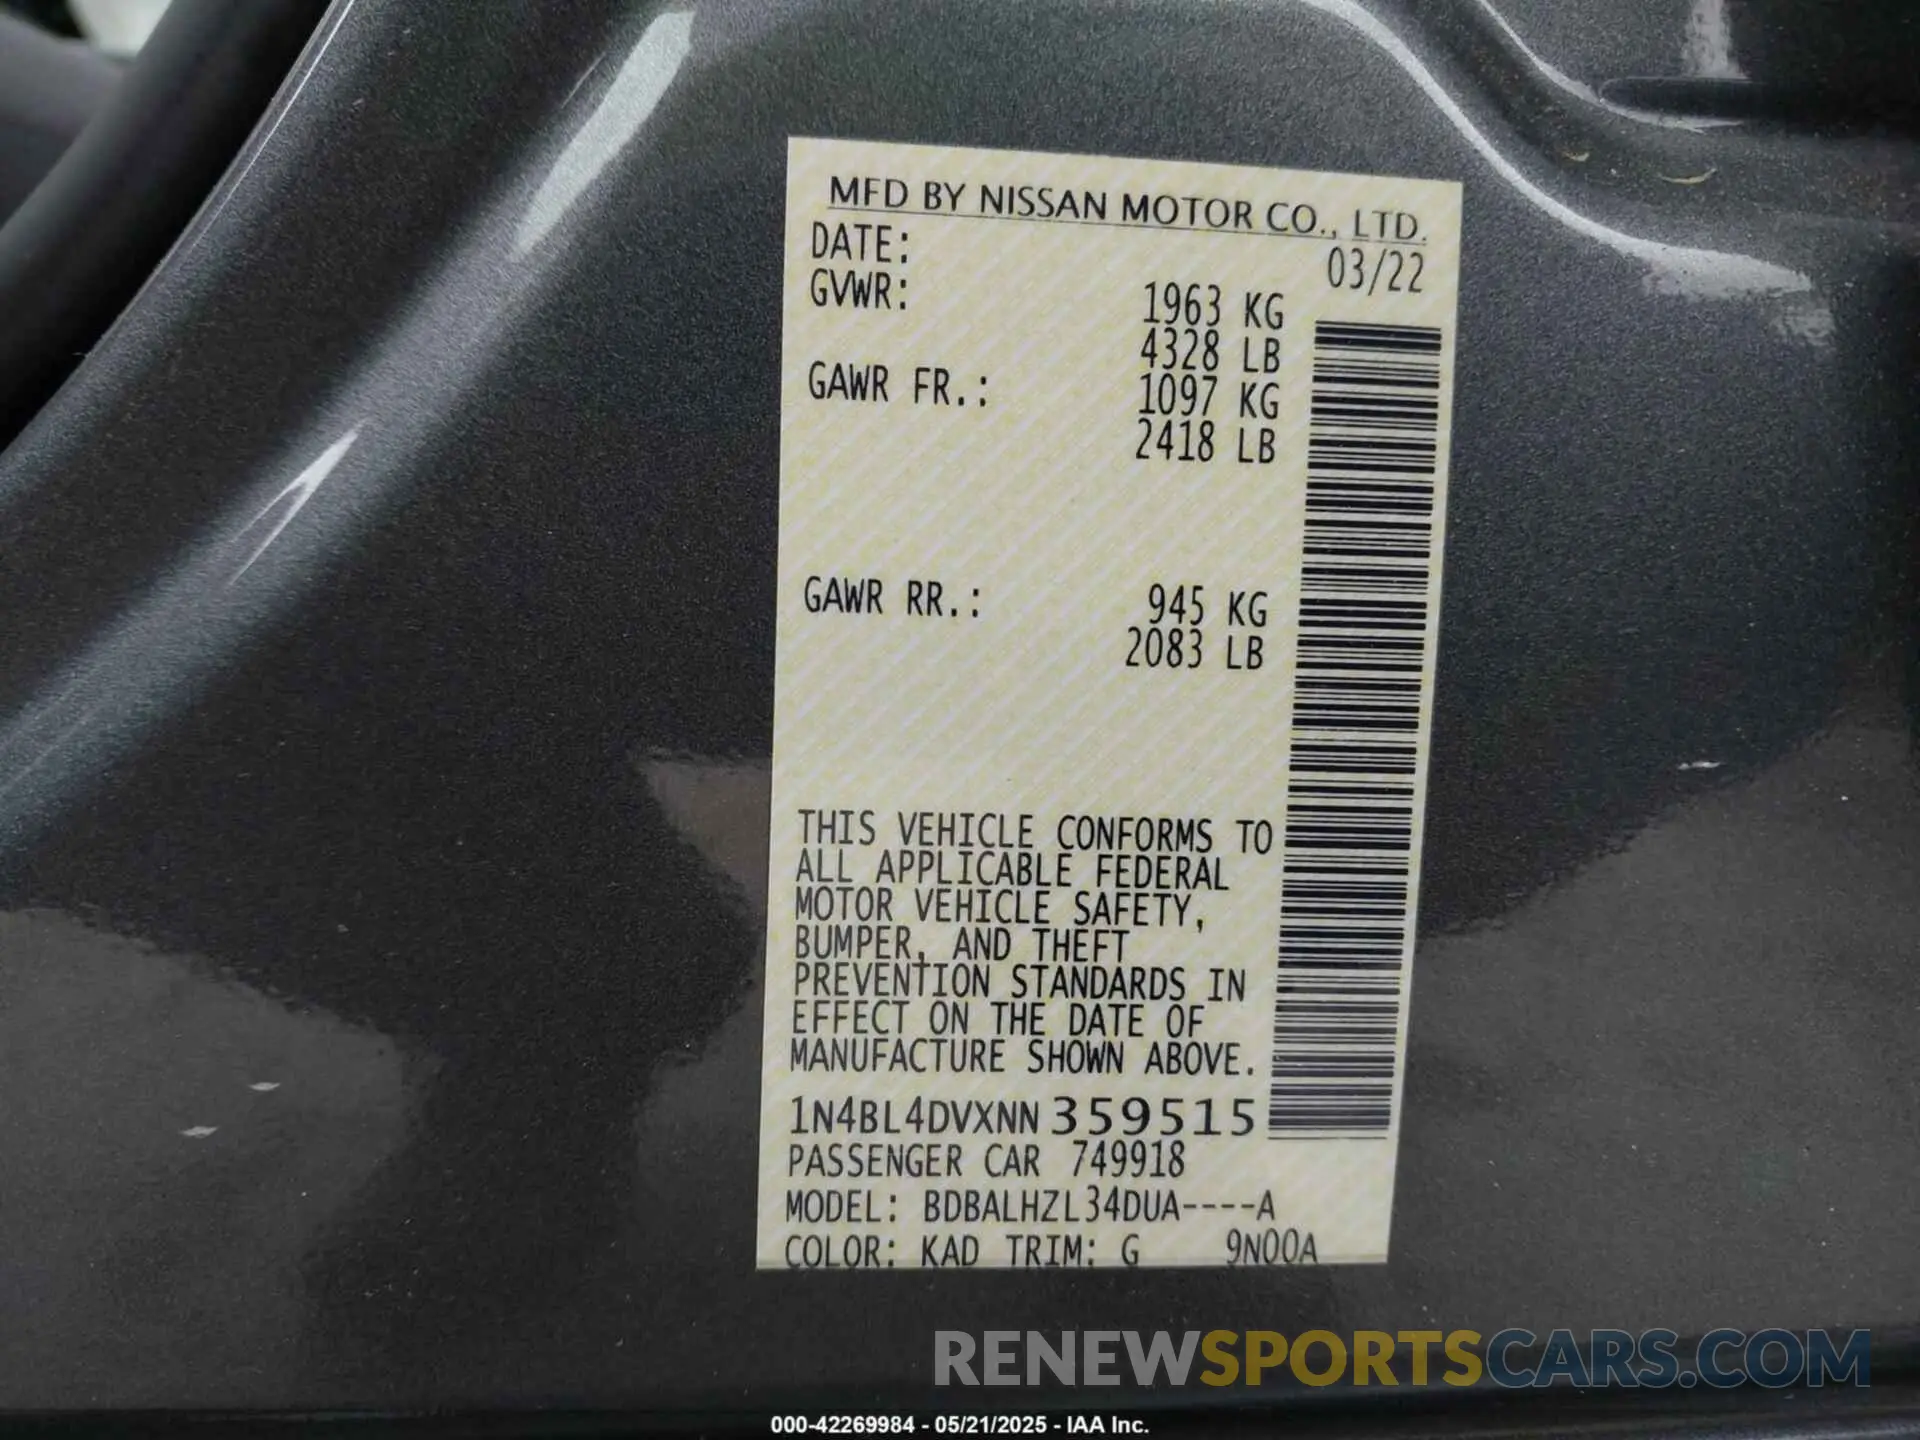 MFD BY NISSAN MOTOR CO., LTD.
DATE: 03/22
GVWR: 1963 KG
4328 LB
GAWR FR.: 1097 KG
2418 LB
GAWR RR.: 945 KG
2083 LB
THIS VEHICLE CONFORMS TO
ALL APPLICABLE FEDERAL
MOTOR VEHICLE SAFETY,
BUMPER, AND THEFT
PREVENTION STANDARDS IN
EFFECT ON THE DATE OF
MANUFACTURE SHOWN ABOVE.
1N4BL4DVXNN359515
PASSENGER CAR 749918
MODEL: BDBALHZL34DUA----A
COLOR: KAD TRIM: G 9N00A
RENEWSPORTSCARS.COM
000-42269984 - 05/21/2025 - IAA Inc.